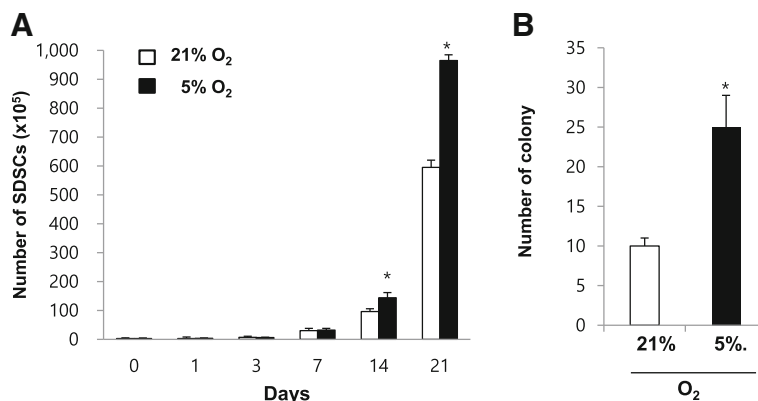 A
Number of SDSCs (x10⁵)
1,000
900
800
700
600
500
400
300
200
100
0
21% O₂
5% O₂
*
*
0 1 3 7 14 21
Days
B
Number of colony
35
30
25
20
15
10
5
0
*
21% 5%.
O₂